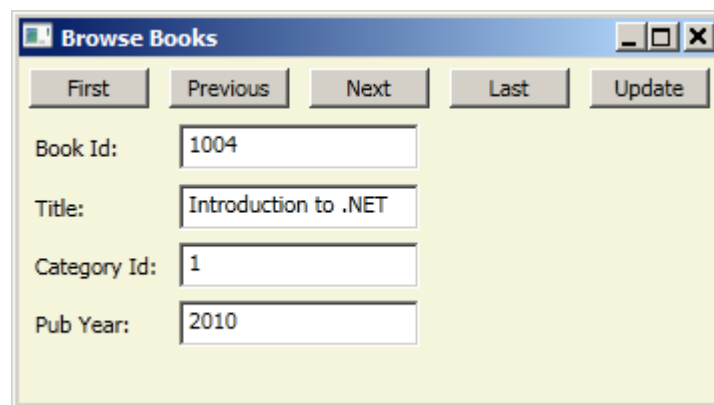 Browse Books
First Previous Next Last Update
Book Id: 1004
Title: Introduction to .NET
Category Id: 1
Pub Year: 2010